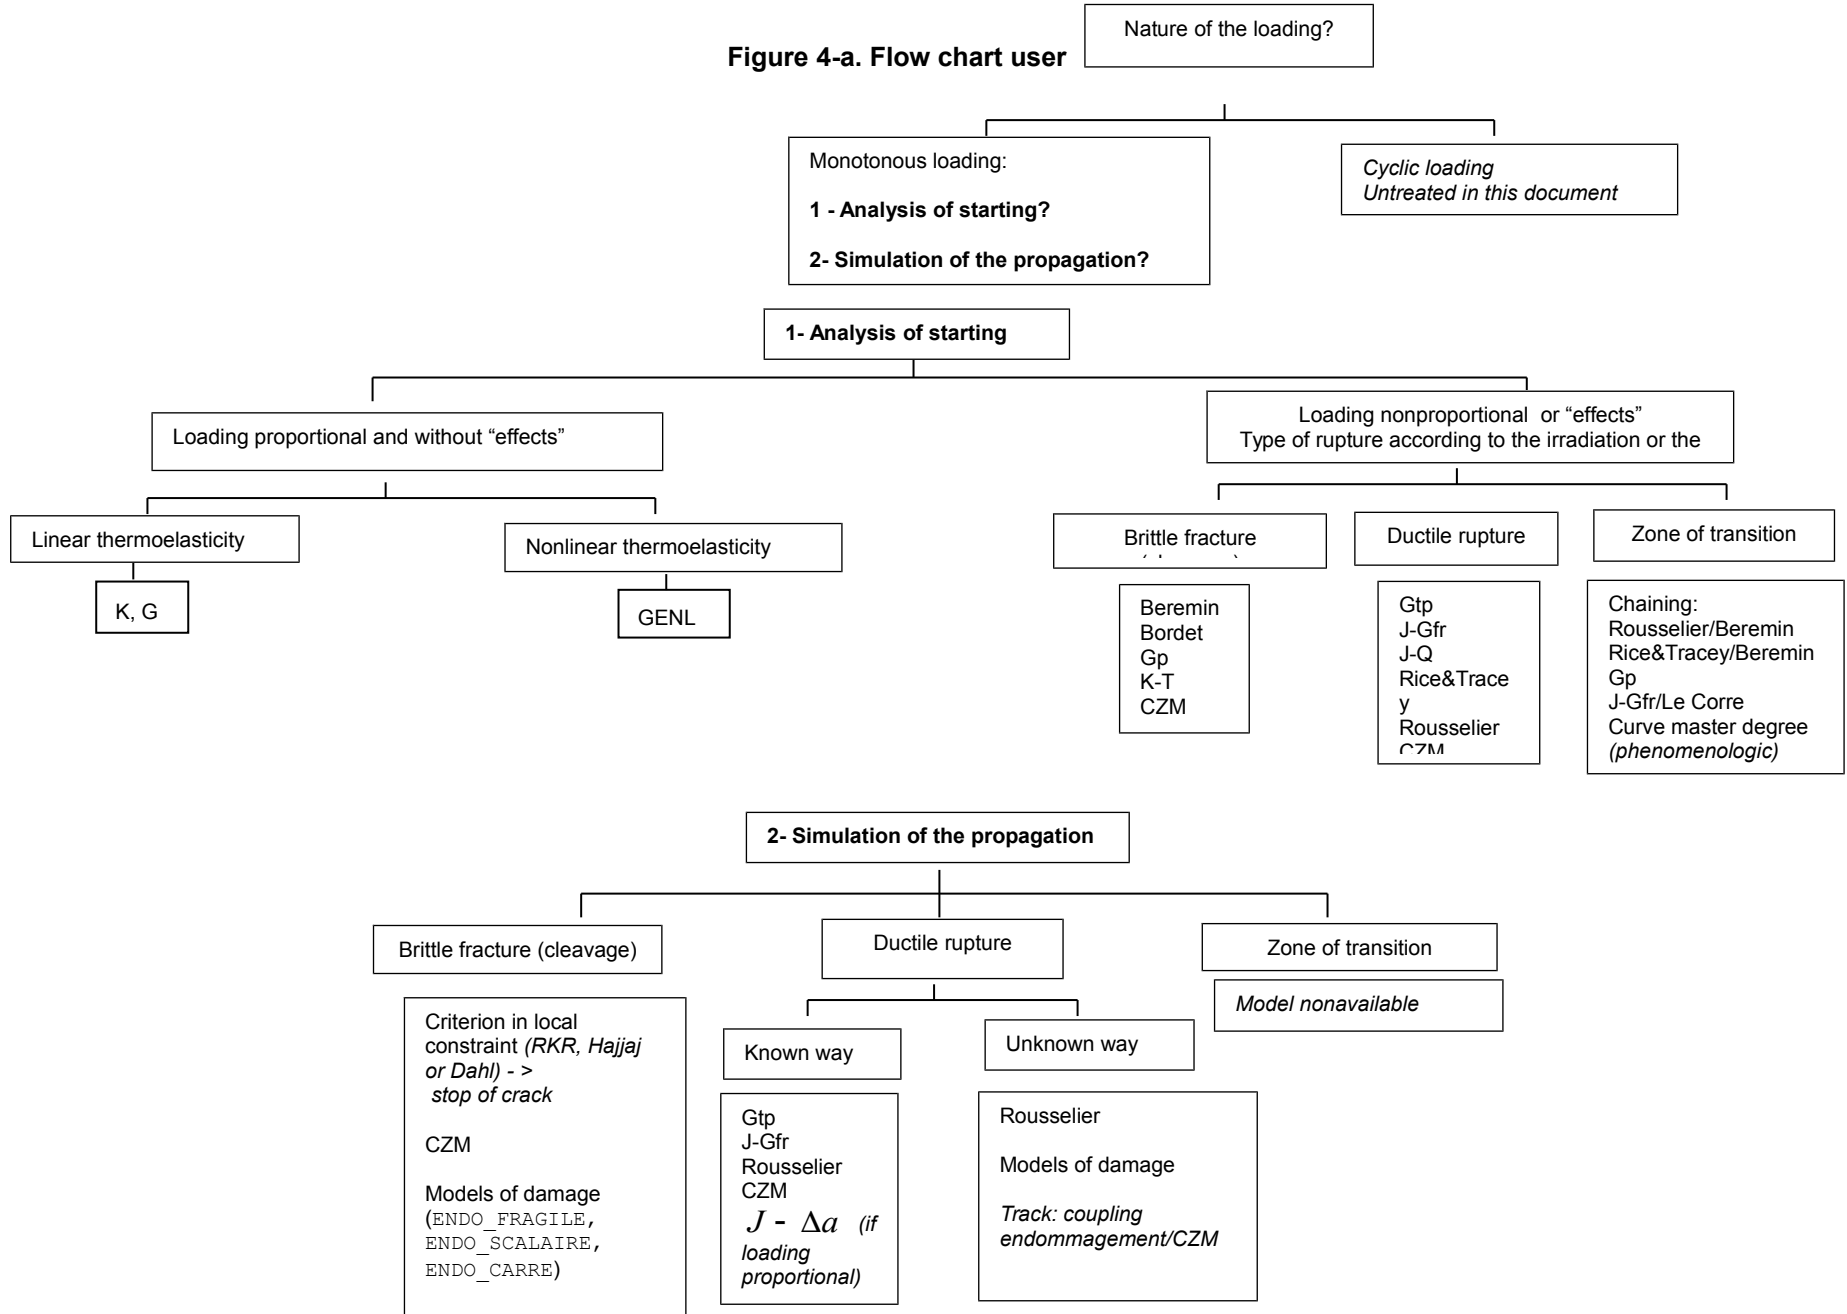 Nature of the loading?
Figure 4-a. Flow chart user
Monotonous loading:
1 - Analysis of starting?
2- Simulation of the propagation?
Cyclic loading
Untreated in this document
1- Analysis of starting
Loading proportional and without “effects”
Loading nonproportional or “effects”
Type of rupture according to the irradiation or the
Linear thermoelasticity
Nonlinear thermoelasticity
K, G
GENL
Brittle fracture
Ductile rupture
Zone of transition
Beremin
Bordet
Gp
K-T
CZM
Gtp
J-Gfr
J-Q
Rice&Trace
y
Rousselier
CZM
Chaining:
Rousselier/Beremin
Rice&Tracey/Beremin
Gp
J-Gfr/Le Corre
Curve master degree
(phenomenologic)
2- Simulation of the propagation
Brittle fracture (cleavage)
Ductile rupture
Zone of transition
Model nonavailable
Criterion in local
constraint (RKR, Hajjaj
or Dahl) - >
stop of crack
CZM
Models of damage
(ENDO_FRAGILE,
ENDO_SCALAIRE,
ENDO_CARRE)
Known way
Unknown way
Gtp
J-Gfr
Rousselier
CZM
J - Δa (if
loading
proportional)
Rousselier
Models of damage
Track: coupling
endommagement/CZM